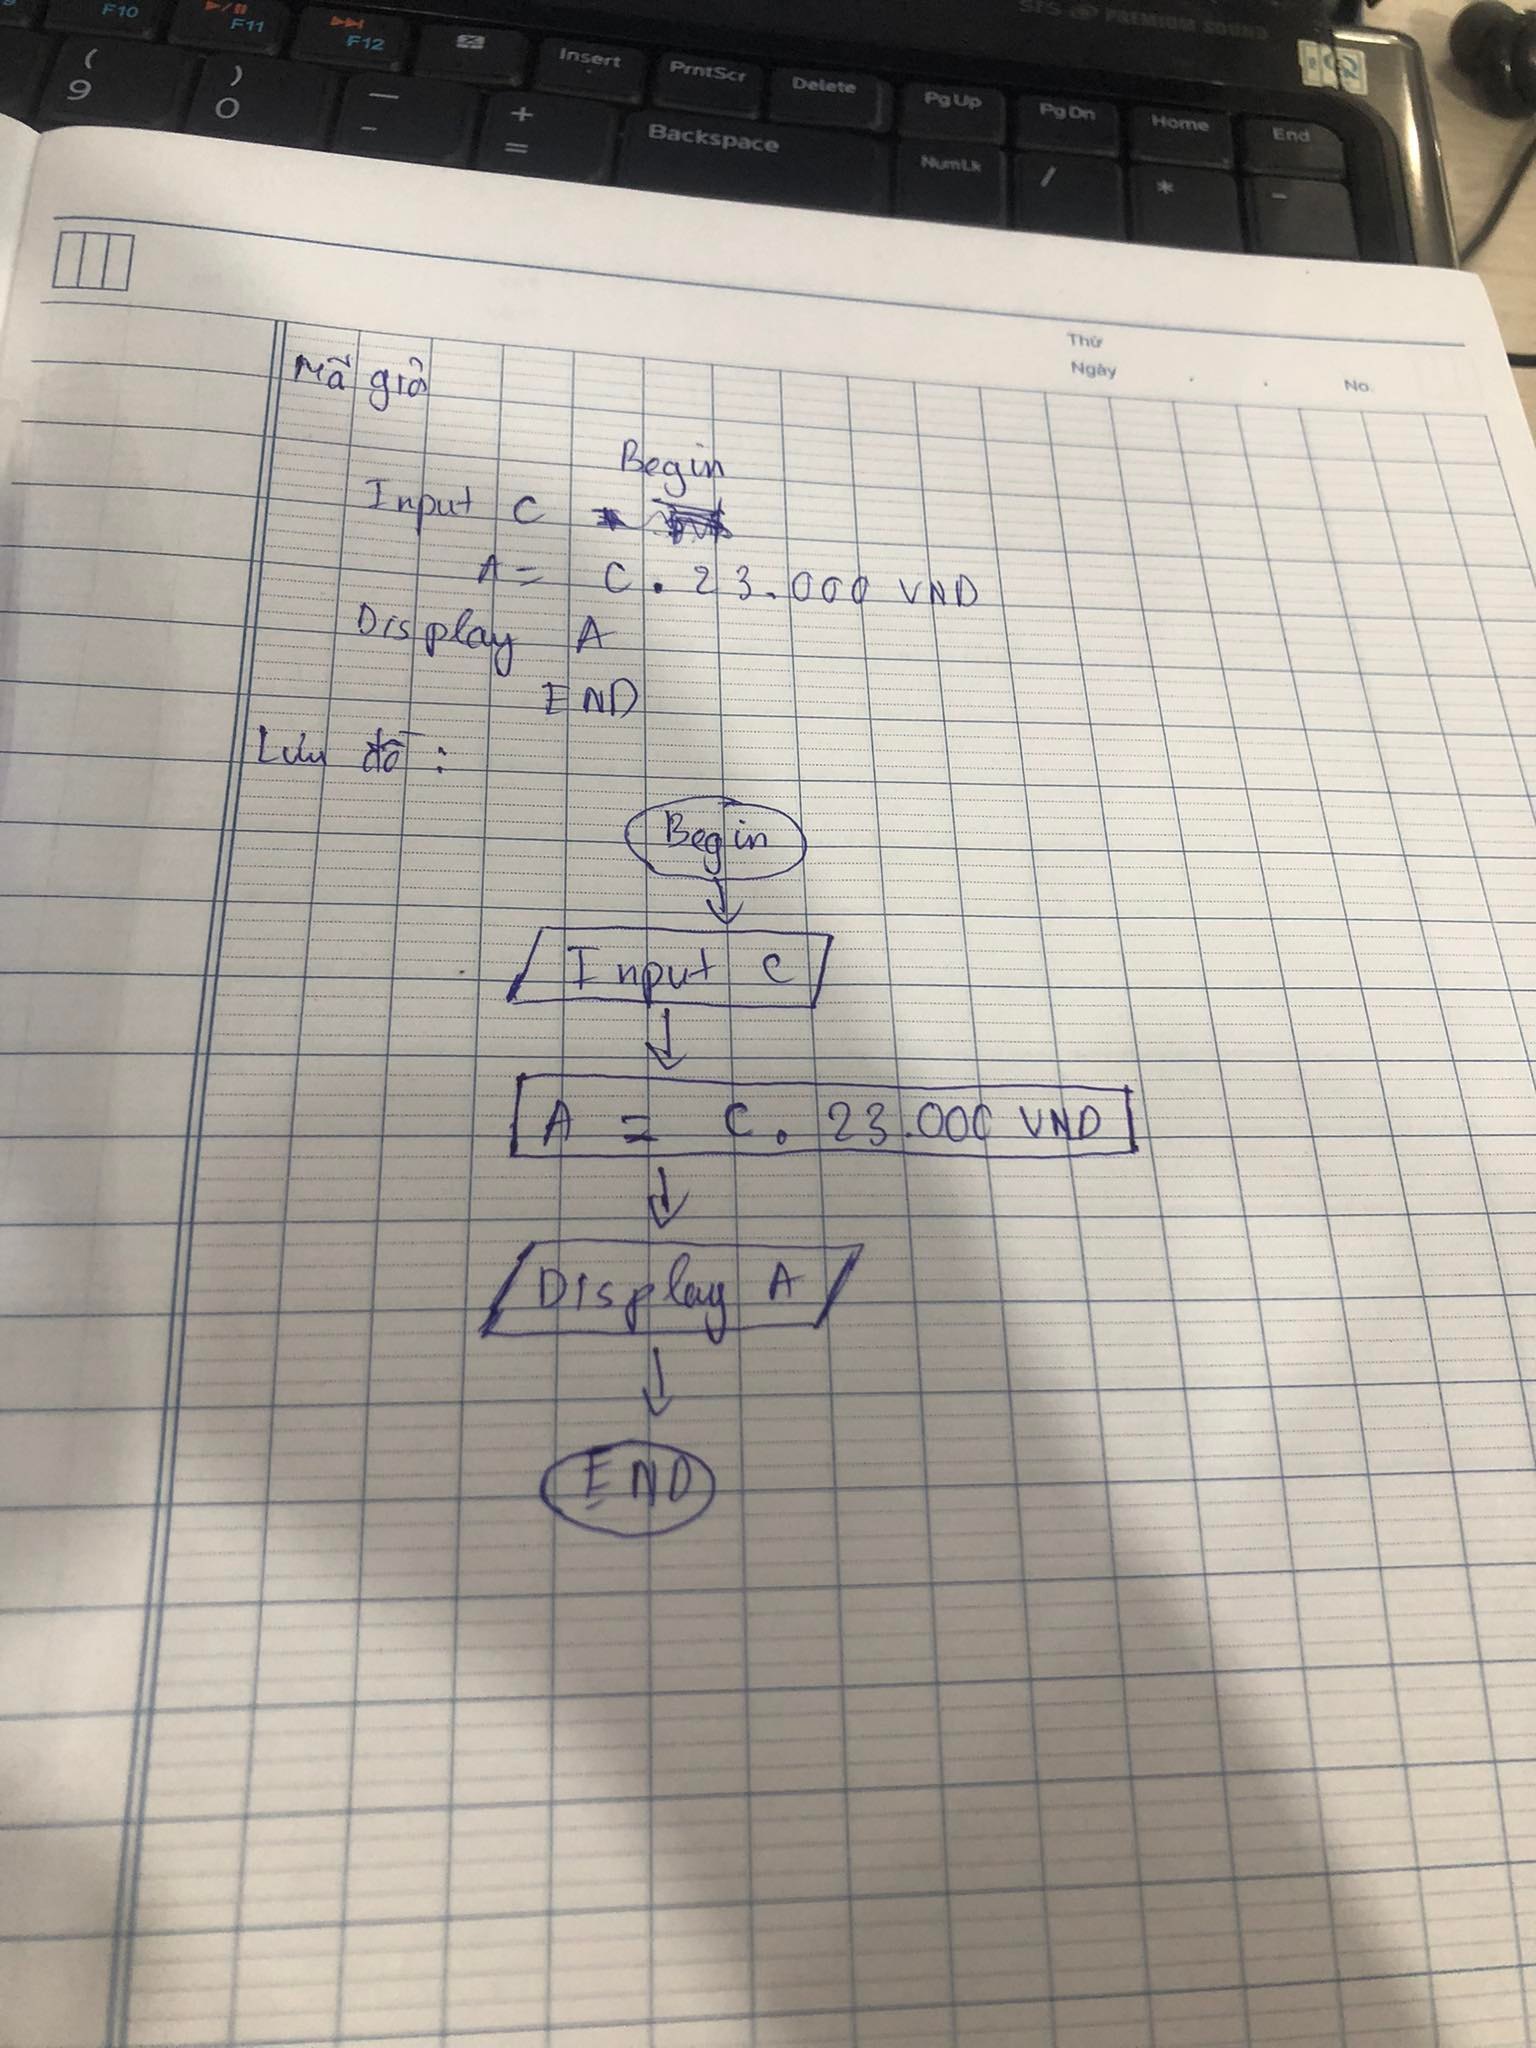 SRS PREMIUM SOUND
F10 F11 F12 Insert PrntScr Delete PgUp PgDn Home End
( 9 ) 0 — - + = Backspace NumLk / * -
Thứ
Ngày . . No.
Mã giả
Begin
Input C
A = C . 23.000 VND
Display A
END
Lưu đồ :
Begin
Input C
A = C . 23.000 VND
Display A
END